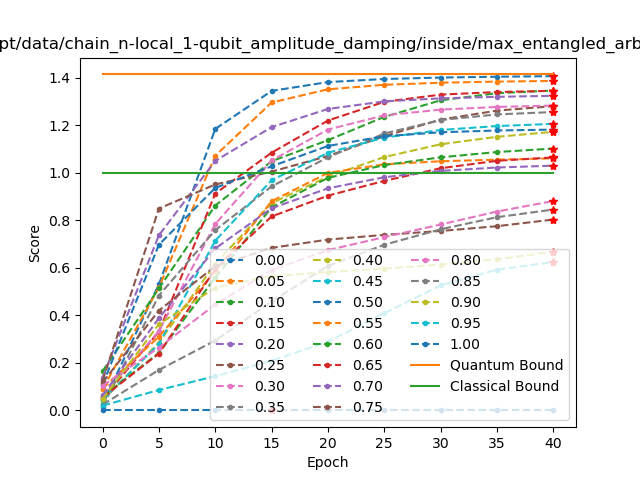 pt/data/chain_n-local_1-qubit_amplitude_damping/inside/max_entangled_arb
Score
1.4
1.2
1.0
0.8
0.6
0.4
0.2
0.0
0.00 0.40 0.80
0.05 0.45 0.85
0.10 0.50 0.90
0.15 0.55 0.95
0.20 0.60 1.00
0.25 0.65 Quantum Bound
0.30 0.70 Classical Bound
0.35 0.75
0 5 10 15 20 25 30 35 40
Epoch